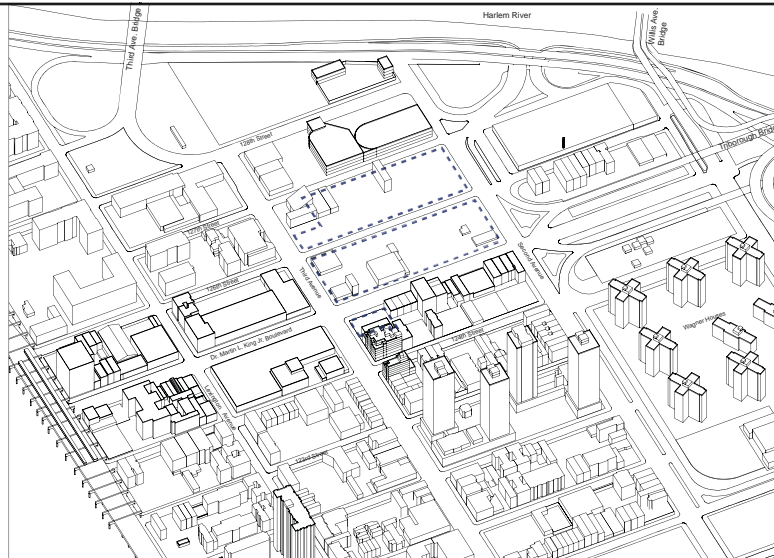 Harlem River
Third Ave. Bridge
Willis Ave.
Bridge
Triborough Bridge
128th Street
127th Street
126th Street
Third Avenue
Second Avenue
Dr. Martin L. King Jr. Boulevard
124th Street
Wagner Houses
Lexington Avenue
123rd Street